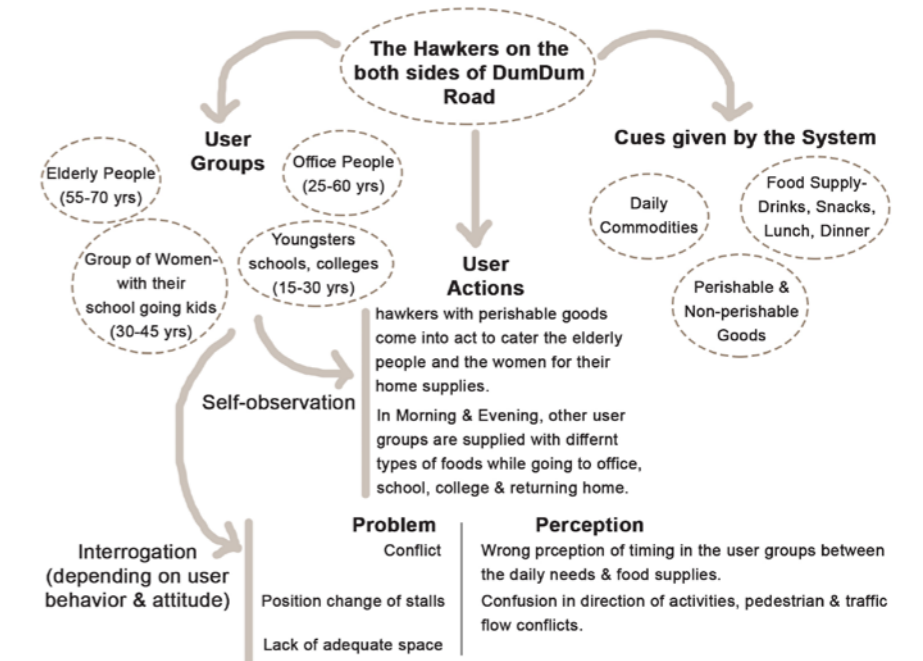 The Hawkers on the
both sides of DumDum
Road
User
Groups
Elderly People
(55-70 yrs)
Office People
(25-60 yrs)
Group of Women-
with their
school going kids
(30-45 yrs)
Youngsters
schools, colleges
(15-30 yrs)
Cues given by the System
Daily
Commodities
Food Supply-
Drinks, Snacks,
Lunch, Dinner
Perishable &
Non-perishable
Goods
User
Actions
Self-observation
hawkers with perishable goods
come into act to cater the elderly
people and the women for their
home supplies.
In Morning & Evening, other user
groups are supplied with differnt
types of foods while going to office,
school, college & returning home.
Interrogation
(depending on user
behavior & attitude)
Problem
Conflict
Position change of stalls
Lack of adequate space
Perception
Wrong prception of timing in the user groups between
the daily needs & food supplies.
Confusion in direction of activities, pedestrian & traffic
flow conflicts.